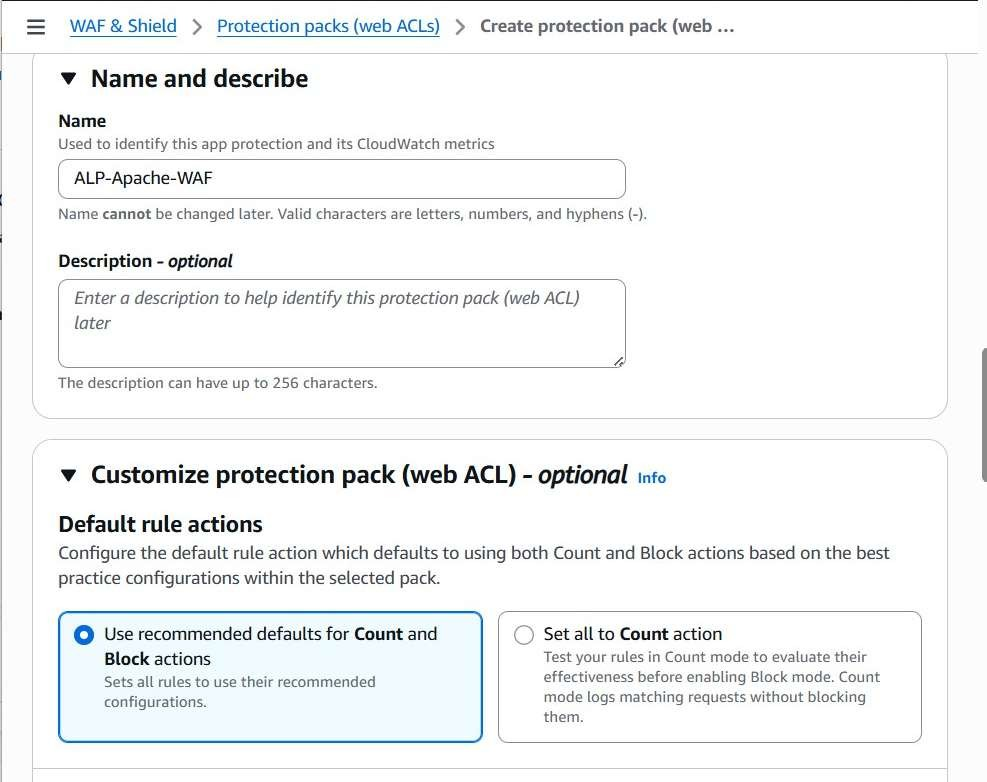 WAF & Shield > Protection packs (web ACLs) > Create protection pack (web ...
Name and describe
Name
Used to identify this app protection and its CloudWatch metrics
ALP-Apache-WAF
Name cannot be changed later. Valid characters are letters, numbers, and hyphens (-).
Description - optional
Enter a description to help identify this protection pack (web ACL)
later
The description can have up to 256 characters.
Customize protection pack (web ACL) - optional Info
Default rule actions
Configure the default rule action which defaults to using both Count and Block actions based on the best
practice configurations within the selected pack.
Use recommended defaults for Count and
Block actions
Sets all rules to use their recommended
configurations.
Set all to Count action
Test your rules in Count mode to evaluate their
effectiveness before enabling Block mode. Count
mode logs matching requests without blocking
them.